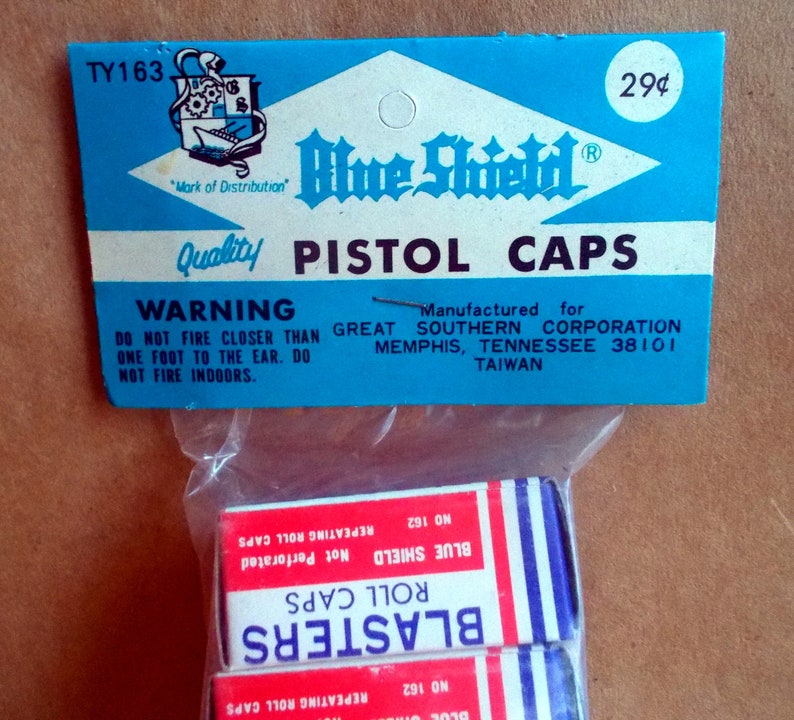 TY163
G
S
29¢
"Mark of Distribution"
Blue Shield®
Quality PISTOL CAPS
WARNING
DO NOT FIRE CLOSER THAN
ONE FOOT TO THE EAR. DO
NOT FIRE INDOORS.
Manufactured for
GREAT SOUTHERN CORPORATION
MEMPHIS, TENNESSEE 38101
TAIWAN
BLASTERS
ROLL CAPS
BLUE SHIELD Not Perforated
NO 162 REPEATING ROLL CAPS
NO 162 REPEATING ROLL CAPS